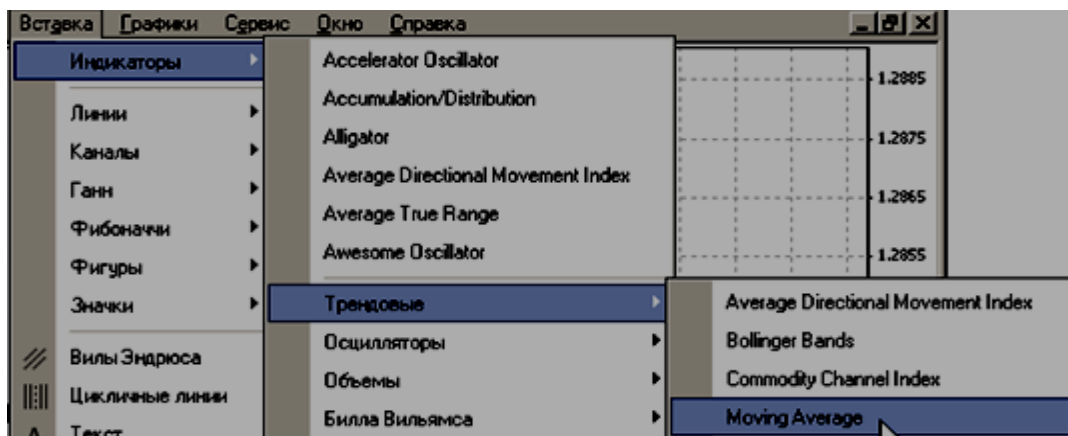 Вставка Графики Сервис Окно Справка
Индикаторы
Линии
Каналы
Ганн
Фибоначчи
Фигуры
Значки
Вилы Эндрюса
Цикличные линии
Текст
Accelerator Oscillator
Accumulation/Distribution
Alligator
Average Directional Movement Index
Average True Range
Awesome Oscillator
Трендовые
Осцилляторы
Объемы
Билла Вильямса
Average Directional Movement Index
Bollinger Bands
Commodity Channel Index
Moving Average
1.2885
1.2875
1.2865
1.2855